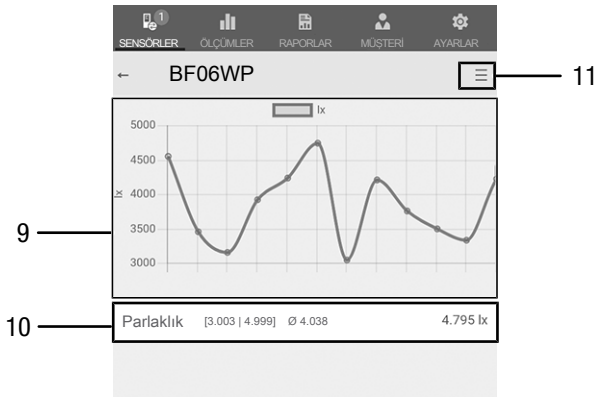 1
SENSÖRLER ÖLÇÜMLER RAPORLAR MÜŞTERİ AYARLAR
← BF06WP ☰ 11
lx
5000
4500
4000
lx
3500
3000
9
Parlaklık [3.003 | 4.999] Ø 4.038 4.795 lx
10